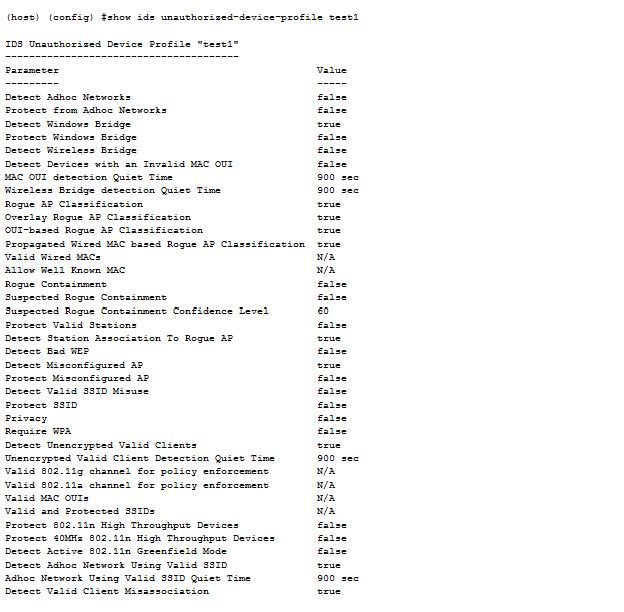 (host) (config) #show ids unauthorized-device-profile test1
IDS Unauthorized Device Profile "test1"
---------------------------------------
Parameter Value
--------- -----
Detect Adhoc Networks false
Protect from Adhoc Networks false
Detect Windows Bridge true
Protect Windows Bridge false
Detect Wireless Bridge false
Detect Devices with an Invalid MAC OUI false
MAC OUI detection Quiet Time 900 sec
Wireless Bridge detection Quiet Time 900 sec
Rogue AP Classification true
Overlay Rogue AP Classification true
OUI-based Rogue AP Classification true
Propagated Wired MAC based Rogue AP Classification true
Valid Wired MACs N/A
Allow Well Known MAC N/A
Rogue Containment false
Suspected Rogue Containment false
Suspected Rogue Containment Confidence Level 60
Protect Valid Stations false
Detect Station Association To Rogue AP true
Detect Bad WEP false
Detect Misconfigured AP true
Protect Misconfigured AP false
Detect Valid SSID Misuse false
Protect SSID false
Privacy false
Require WPA false
Detect Unencrypted Valid Clients true
Unencrypted Valid Client Detection Quiet Time 900 sec
Valid 802.11g channel for policy enforcement N/A
Valid 802.11a channel for policy enforcement N/A
Valid MAC OUIs N/A
Valid and Protected SSIDs N/A
Protect 802.11n High Throughput Devices false
Protect 40MHz 802.11n High Throughput Devices false
Detect Active 802.11n Greenfield Mode false
Detect Adhoc Network Using Valid SSID true
Adhoc Network Using Valid SSID Quiet Time 900 sec
Detect Valid Client Misassociation true